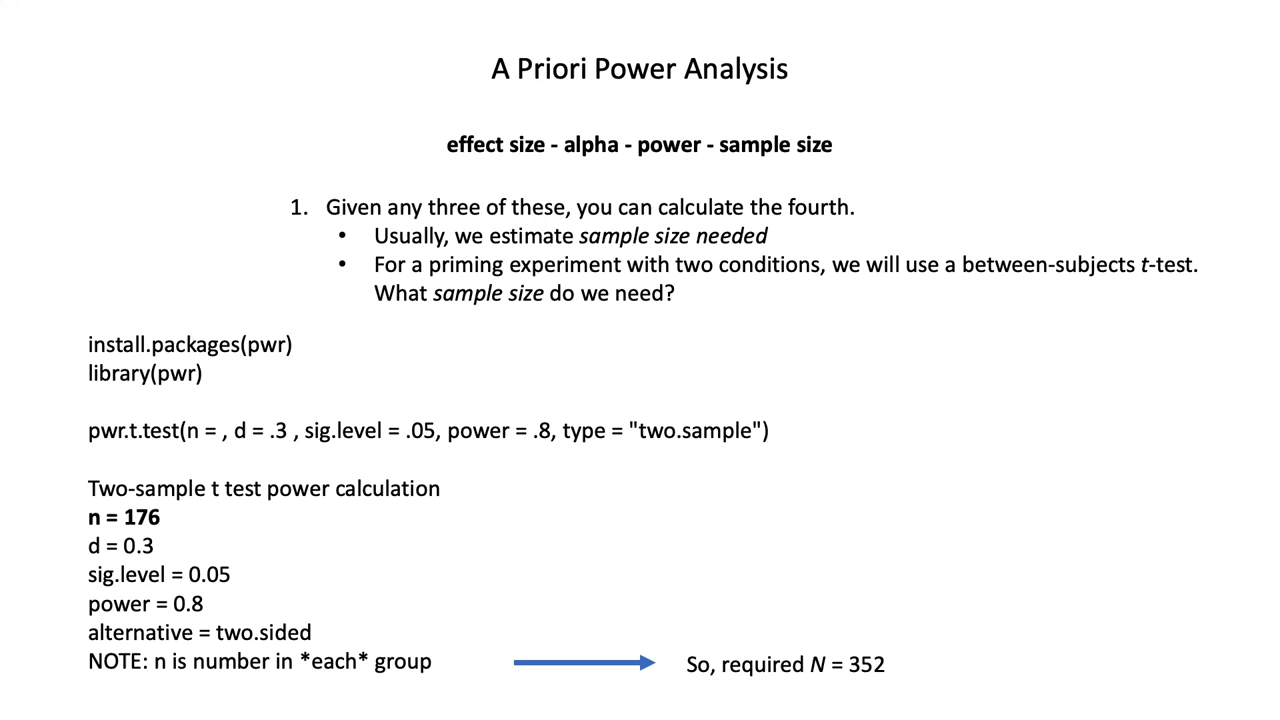 A Priori Power Analysis
effect size - alpha - power - sample size
1. Given any three of these, you can calculate the fourth.
• Usually, we estimate sample size needed
• For a priming experiment with two conditions, we will use a between-subjects t-test.
What sample size do we need?
install.packages(pwr)
library(pwr)
pwr.t.test(n = , d = .3 , sig.level = .05, power = .8, type = "two.sample")
Two-sample t test power calculation
n = 176
d = 0.3
sig.level = 0.05
power = 0.8
alternative = two.sided
NOTE: n is number in *each* group
So, required N = 352